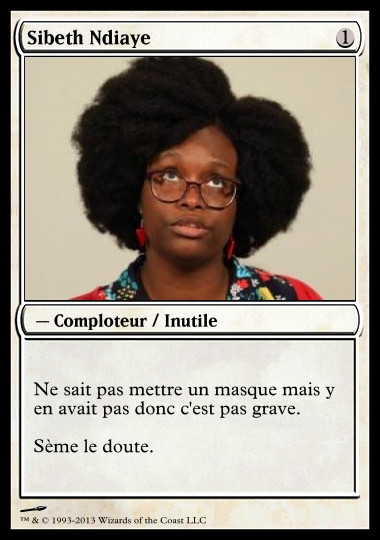 Sibeth Ndiaye 1
— Comploteur / Inutile
Ne sait pas mettre un masque mais y
en avait pas donc c'est pas grave.
Sème le doute.
™ & © 1993-2013 Wizards of the Coast LLC